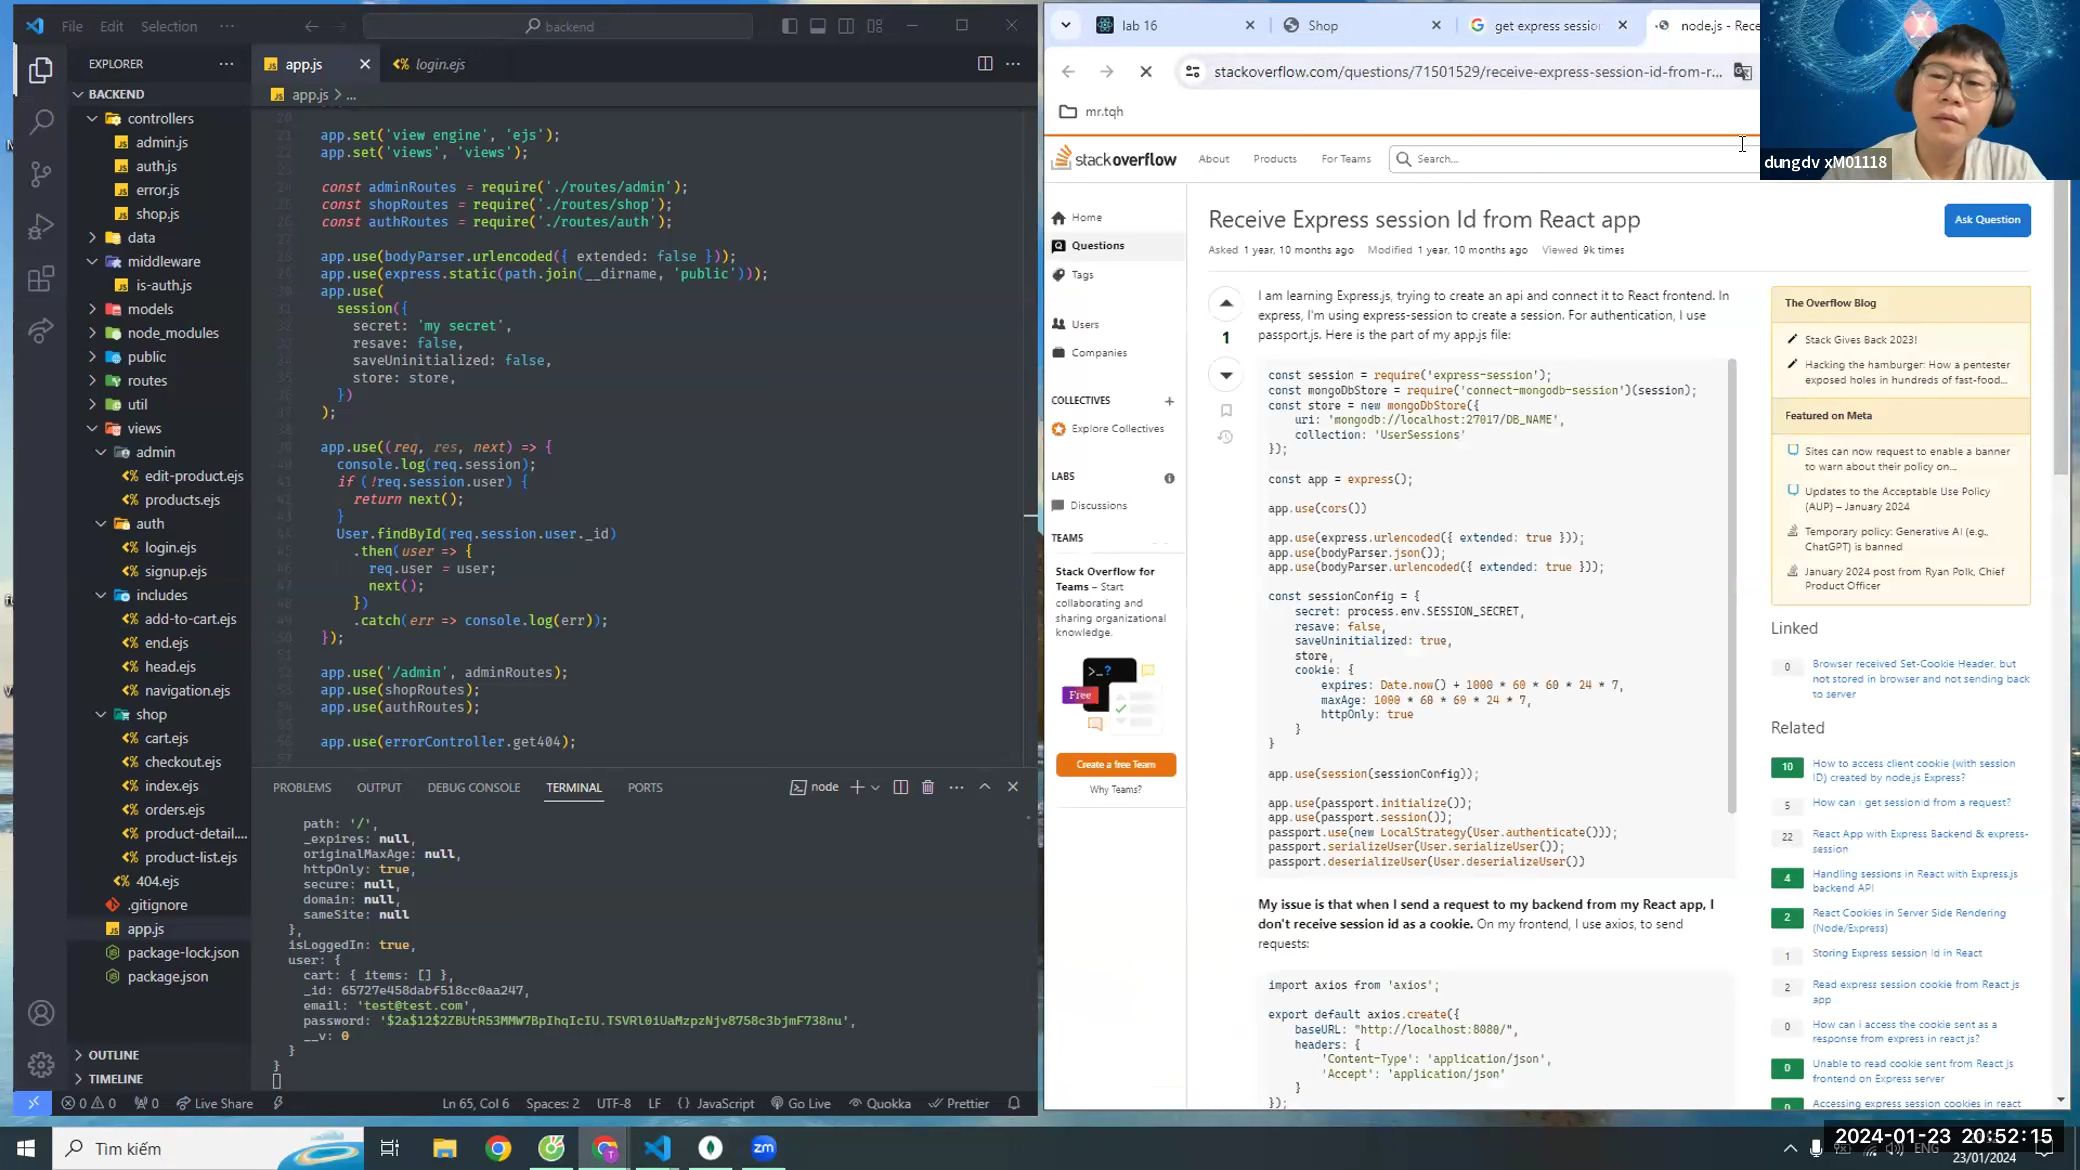 File Edit Selection ···
backend
EXPLORER
BACKEND
controllers
admin.js
auth.js
error.js
shop.js
data
middleware
is-auth.js
models
node_modules
public
routes
util
views
admin
edit-product.ejs
products.ejs
auth
login.ejs
signup.ejs
includes
add-to-cart.ejs
end.ejs
head.ejs
navigation.ejs
shop
cart.ejs
checkout.ejs
index.ejs
orders.ejs
product-detail....
product-list.ejs
404.ejs
.gitignore
app.js
package-lock.json
package.json
OUTLINE
TIMELINE
app.js
login.ejs
app.js > ...
app.set('view engine', 'ejs');
app.set('views', 'views');
const adminRoutes = require('./routes/admin');
const shopRoutes = require('./routes/shop');
const authRoutes = require('./routes/auth');
app.use(bodyParser.urlencoded({ extended: false }));
app.use(express.static(path.join(__dirname, 'public')));
app.use(
session({
secret: 'my secret',
resave: false,
saveUninitialized: false,
store: store,
})
);
app.use((req, res, next) => {
console.log(req.session);
if (!req.session.user) {
return next();
}
User.findById(req.session.user._id)
.then(user => {
req.user = user;
next();
})
.catch(err => console.log(err));
});
app.use('/admin', adminRoutes);
app.use(shopRoutes);
app.use(authRoutes);
app.use(errorController.get404);
PROBLEMS OUTPUT DEBUG CONSOLE TERMINAL PORTS
node
path: '/',
_expires: null,
originalMaxAge: null,
httpOnly: true,
secure: null,
domain: null,
sameSite: null
},
isLoggedIn: true,
user: {
cart: { items: [] },
_id: 65727e458dabf518cc0aa247,
email: 'test@test.com',
password: '$2a$12$2ZBUtR53MMW7BpIhqIcIU.TSVRl0iUaMzpzNjv8758c3bjmF738nu',
__v: 0
}
}
0 0 0 Live Share
Ln 65, Col 6 Spaces: 2 UTF-8 LF {} JavaScript Go Live Quokka Prettier
lab 16
Shop
get express session
node.js - Rece
stackoverflow.com/questions/71501529/receive-express-session-id-from-r...
mr.tqh
stackoverflow
About Products For Teams
Search...
Home
Questions
Tags
Users
Companies
COLLECTIVES
Explore Collectives
LABS
Discussions
TEAMS
Stack Overflow for
Teams – Start
collaborating and
sharing organizational
knowledge.
>_?
Free
Create a free Team
Why Teams?
Receive Express session Id from React app
Ask Question
Asked 1 year, 10 months ago Modified 1 year, 10 months ago Viewed 9k times
1
I am learning Express.js, trying to create an api and connect it to React frontend. In
express, I'm using express-session to create a session. For authentication, I use
passport.js. Here is the part of my app.js file:
const session = require('express-session');
const mongoDbStore = require('connect-mongodb-session')(session);
const store = new mongoDbStore({
uri: 'mongodb://localhost:27017/DB_NAME',
collection: 'UserSessions'
});
const app = express();
app.use(cors())
app.use(express.urlencoded({ extended: true }));
app.use(bodyParser.json());
app.use(bodyParser.urlencoded({ extended: true }));
const sessionConfig = {
secret: process.env.SESSION_SECRET,
resave: false,
saveUninitialized: true,
store,
cookie: {
expires: Date.now() + 1000 * 60 * 60 * 24 * 7,
maxAge: 1000 * 60 * 60 * 24 * 7,
httpOnly: true
}
}
app.use(session(sessionConfig));
app.use(passport.initialize());
app.use(passport.session());
passport.use(new LocalStrategy(User.authenticate()));
passport.serializeUser(User.serializeUser());
passport.deserializeUser(User.deserializeUser())
My issue is that when I send a request to my backend from my React app, I
don't receive session id as a cookie. On my frontend, I use axios, to send
requests:
import axios from 'axios';
export default axios.create({
baseURL: "http://localhost:8080/",
headers: {
'Content-Type': 'application/json',
'Accept': 'application/json'
}
});
The Overflow Blog
Stack Gives Back 2023!
Hacking the hamburger: How a pentester
exposed holes in hundreds of fast-food...
Featured on Meta
Sites can now request to enable a banner
to warn about their policy on...
Updates to the Acceptable Use Policy
(AUP) – January 2024
Temporary policy: Generative AI (e.g.,
ChatGPT) is banned
January 2024 post from Ryan Polk, Chief
Product Officer
Linked
0 Browser received Set-Cookie Header, but
not stored in browser and not sending back
to server
Related
10 How to access client cookie (with session
ID) created by node.js Express?
5 How can i get sessionId from a request?
22 React App with Express Backend & express-
session
4 Handling sessions in React with Express.js
backend API
2 React Cookies in Server Side Rendering
(Node/Express)
1 Storing Express session Id in React
2 Read express session cookie from React js
app
0 How can i access the cookie sent as a
response from express in react js?
0 Unable to read cookie sent from React js
frontend on Express server
0 Accessing express session cookies in react
dungdv xM01118
Tìm kiếm
zm
ENG
2024-01-23 20:52:15
23/01/2024